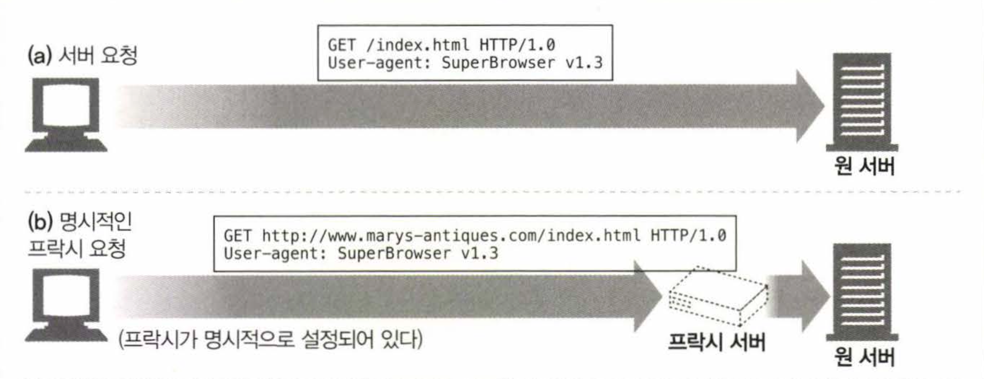 (a) 서버 요청
GET /index.html HTTP/1.0
User-agent: SuperBrowser v1.3
원 서버
(b) 명시적인
프락시 요청
GET http://www.marys-antiques.com/index.html HTTP/1.0
User-agent: SuperBrowser v1.3
(프락시가 명시적으로 설정되어 있다)
프락시 서버
원 서버